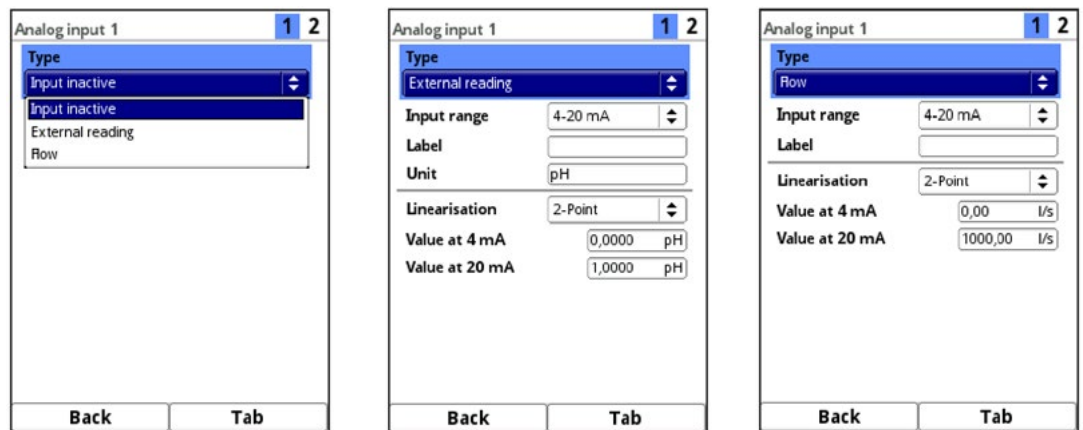 Analog input 1 1 2
Type
Input inactive
Input inactive
External reading
Flow
Back Tab
Analog input 1 1 2
Type
External reading
Input range 4-20 mA
Label
Unit pH
Linearisation 2-Point
Value at 4 mA 0,0000 pH
Value at 20 mA 1,0000 pH
Back Tab
Analog input 1 1 2
Type
Flow
Input range 4-20 mA
Label
Linearisation 2-Point
Value at 4 mA 0,00 l/s
Value at 20 mA 1000,00 l/s
Back Tab